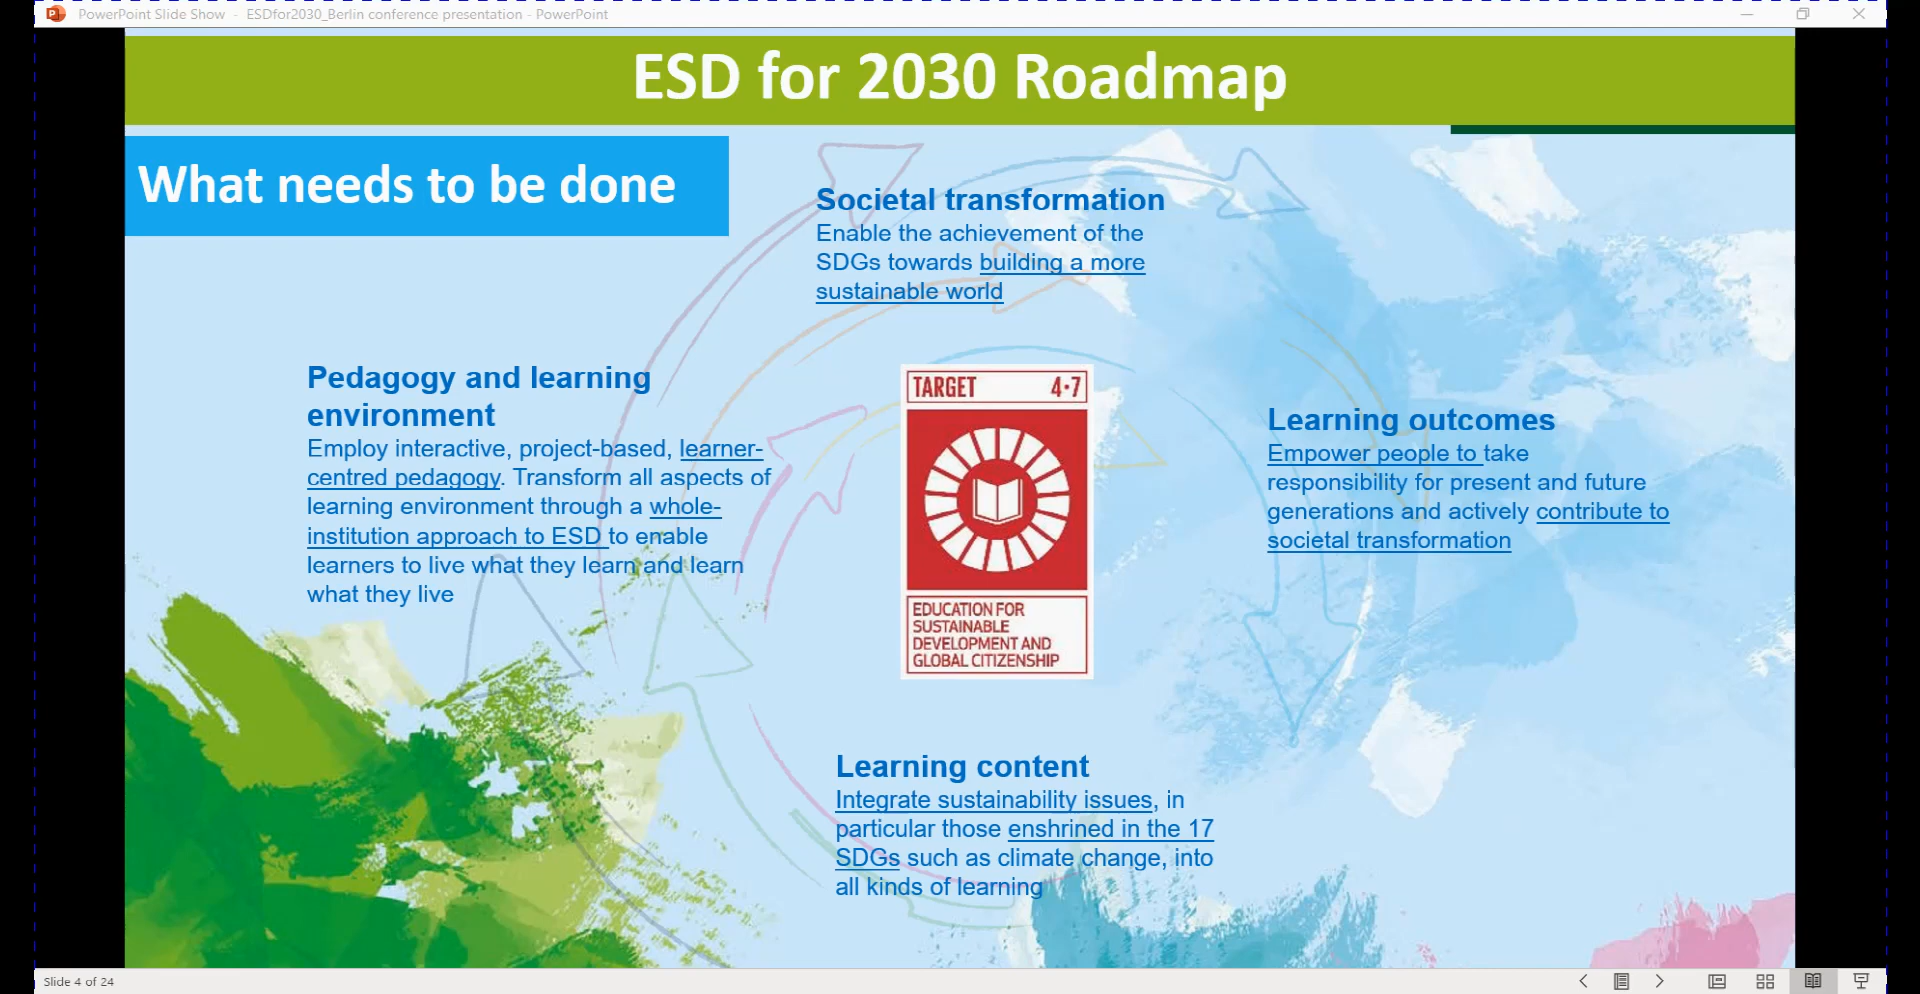 PowerPoint Slide Show - ESDfor2030_Berlin conference presentation - PowerPoint
ESD for 2030 Roadmap
What needs to be done
Societal transformation
Enable the achievement of the
SDGs towards building a more
sustainable world
Pedagogy and learning
environment
Employ interactive, project-based, learner-
centred pedagogy. Transform all aspects of
learning environment through a whole-
institution approach to ESD to enable
learners to live what they learn and learn
what they live
TARGET 4·7
EDUCATION FOR
SUSTAINABLE
DEVELOPMENT AND
GLOBAL CITIZENSHIP
Learning outcomes
Empower people to take
responsibility for present and future
generations and actively contribute to
societal transformation
Learning content
Integrate sustainability issues, in
particular those enshrined in the 17
SDGs such as climate change, into
all kinds of learning
Slide 4 of 24